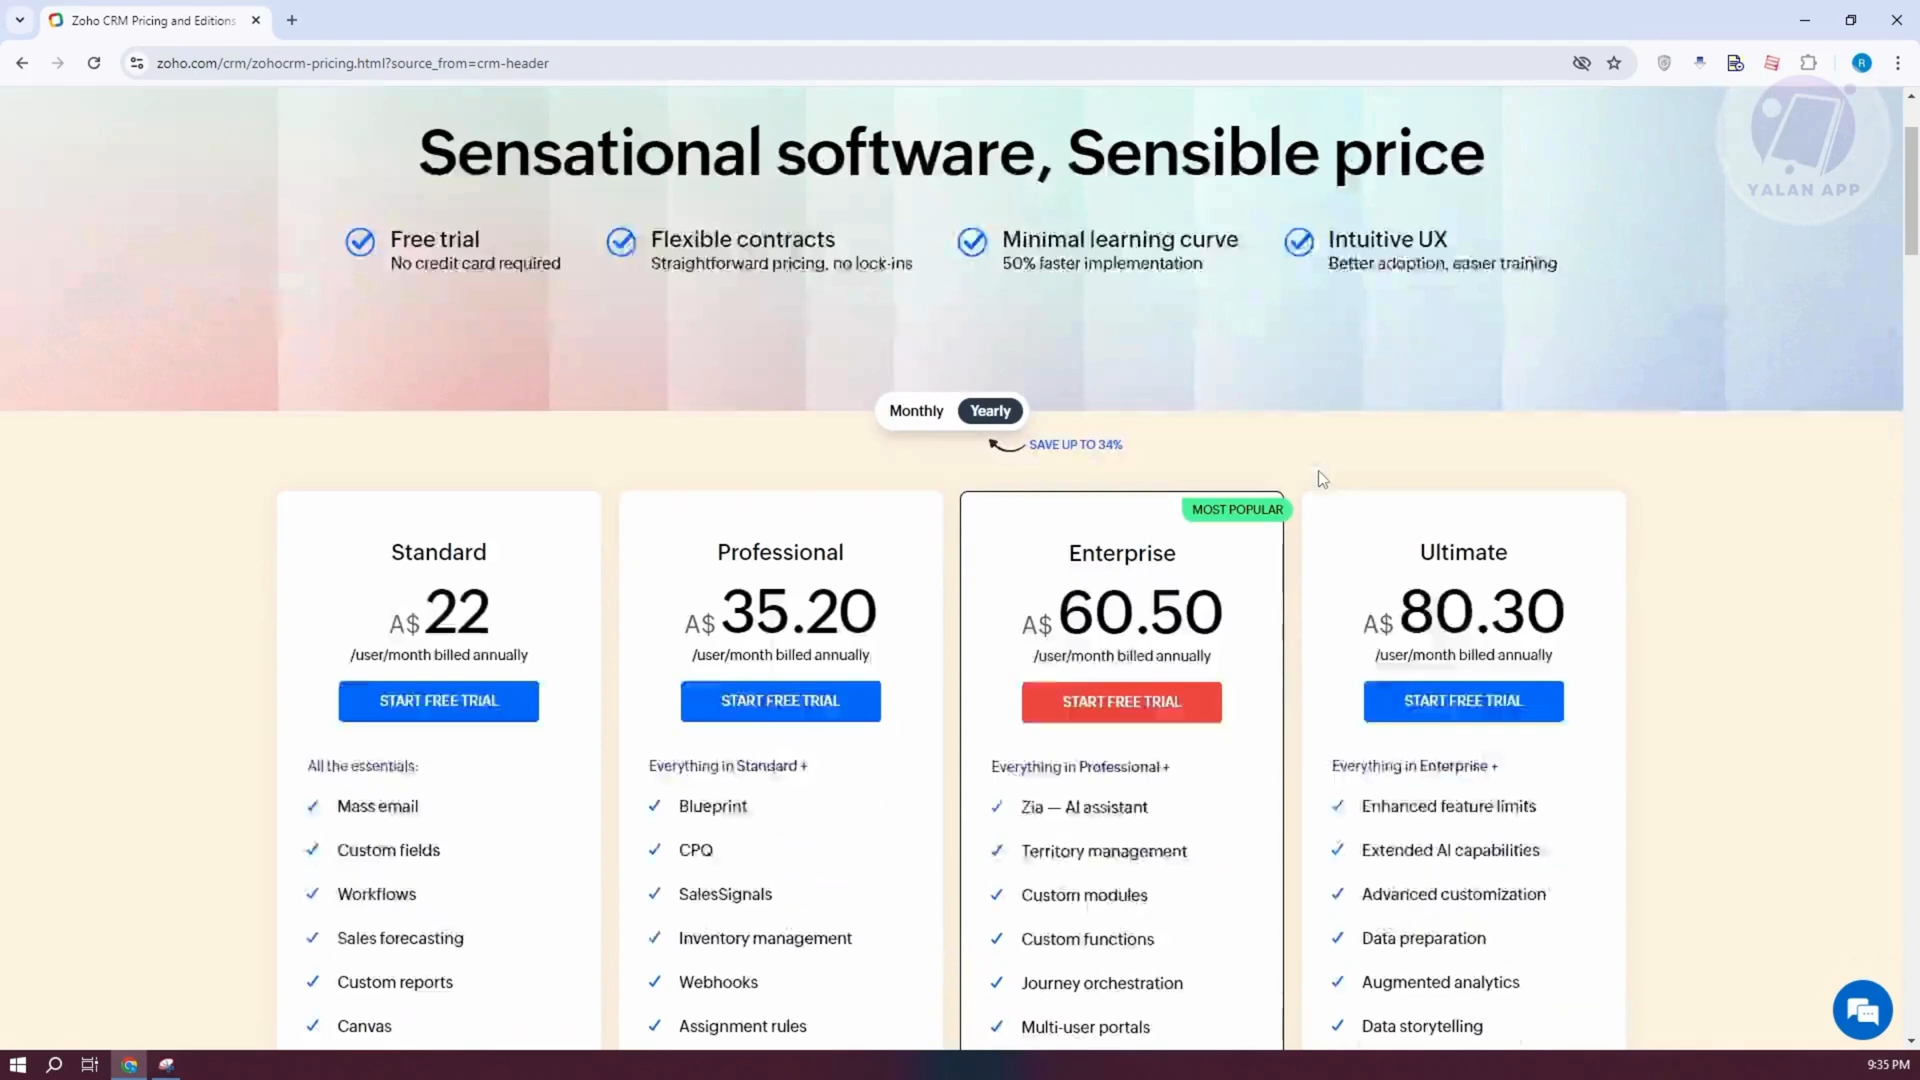 Zoho CRM Pricing and Editions
zoho.com/crm/zohocrm-pricing.html?source_from=crm-header
R
YALAN APP
Sensational software, Sensible price
Free trial
No credit card required
Flexible contracts
Straightforward pricing, no lock-ins
Minimal learning curve
50% faster implementation
Intuitive UX
Better adoption, easier training
Monthly Yearly
SAVE UP TO 34%
Standard
A$22
/user/month billed annually
START FREE TRIAL
All the essentials:
Mass email
Custom fields
Workflows
Sales forecasting
Custom reports
Canvas
Professional
A$35.20
/user/month billed annually
START FREE TRIAL
Everything in Standard +
Blueprint
CPQ
SalesSignals
Inventory management
Webhooks
Assignment rules
MOST POPULAR
Enterprise
A$60.50
/user/month billed annually
START FREE TRIAL
Everything in Professional +
Zia — AI assistant
Territory management
Custom modules
Custom functions
Journey orchestration
Multi-user portals
Ultimate
A$80.30
/user/month billed annually
START FREE TRIAL
Everything in Enterprise +
Enhanced feature limits
Extended AI capabilities
Advanced customization
Data preparation
Augmented analytics
Data storytelling
9:35 PM